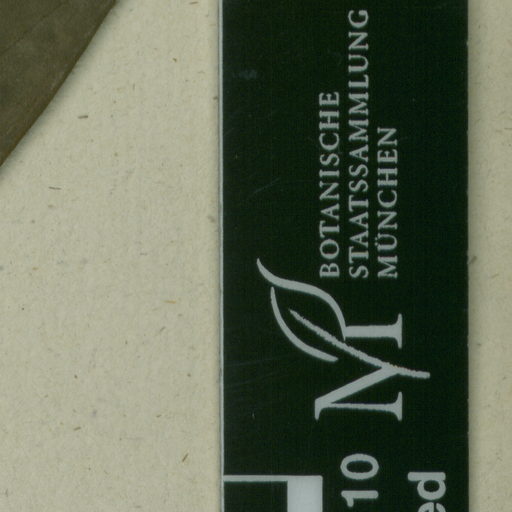 BOTANISCHE
STAATSSAMMLUNG
MÜNCHEN
M
10
ed